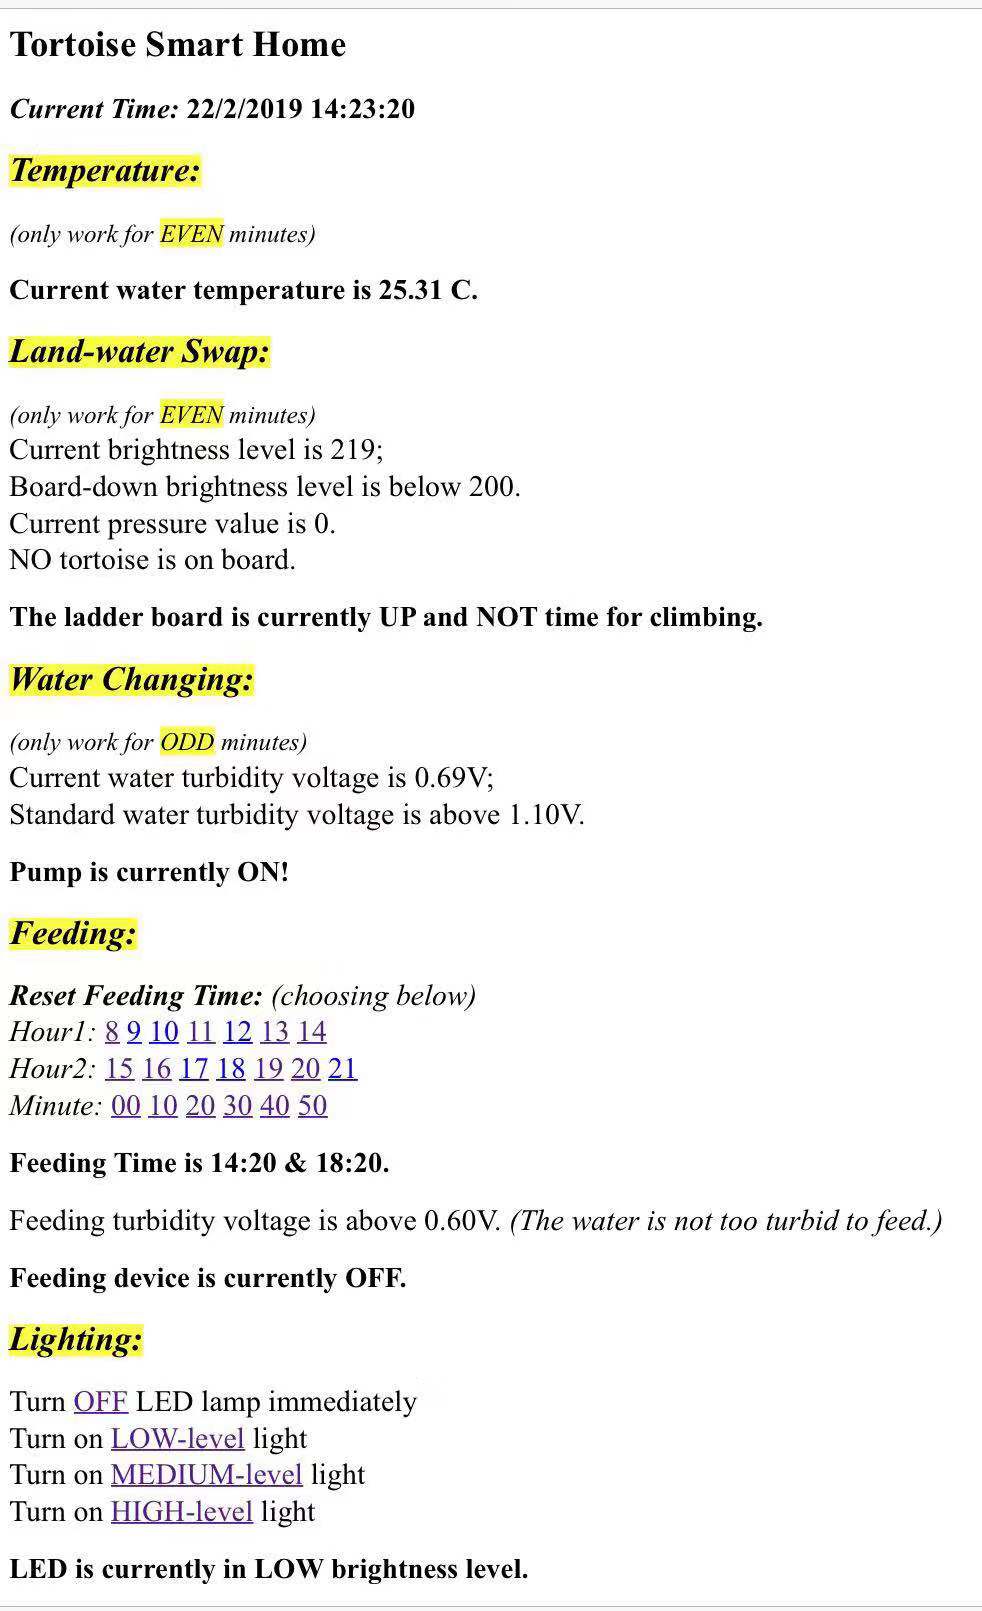 Tortoise Smart Home
Current Time: 22/2/2019 14:23:20
Temperature:
(only work for EVEN minutes)
Current water temperature is 25.31 C.
Land-water Swap:
(only work for EVEN minutes)
Current brightness level is 219;
Board-down brightness level is below 200.
Current pressure value is 0.
NO tortoise is on board.
The ladder board is currently UP and NOT time for climbing.
Water Changing:
(only work for ODD minutes)
Current water turbidity voltage is 0.69V;
Standard water turbidity voltage is above 1.10V.
Pump is currently ON!
Feeding:
Reset Feeding Time: (choosing below)
Hour1: 8 9 10 11 12 13 14
Hour2: 15 16 17 18 19 20 21
Minute: 00 10 20 30 40 50
Feeding Time is 14:20 & 18:20.
Feeding turbidity voltage is above 0.60V. (The water is not too turbid to feed.)
Feeding device is currently OFF.
Lighting:
Turn OFF LED lamp immediately
Turn on LOW-level light
Turn on MEDIUM-level light
Turn on HIGH-level light
LED is currently in LOW brightness level.